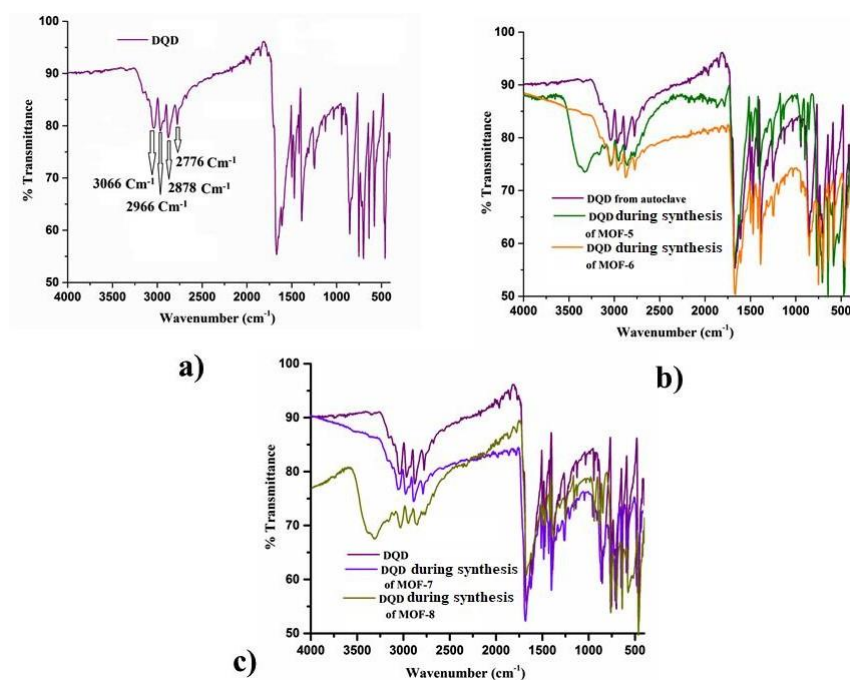 DQD
3066 Cm-1
2966 Cm-1
2878 Cm-1
2776 Cm-1
% Transmittance
100
90
80
70
60
50
4000 3500 3000 2500 2000 1500 1000 500
Wavenumber (cm-1)
a)
% Transmittance
100
90
80
70
60
50
DQD from autoclave
DQD during synthesis
of MOF-5
DQD during synthesis
of MOF-6
4000 3500 3000 2500 2000 1500 1000 500
Wavenumber (cm-1)
b)
% Transmittance
100
90
80
70
60
50
DQD
DQD during synthesis
of MOF-7
DQD during synthesis
of MOF-8
4000 3500 3000 2500 2000 1500 1000 500
Wavenumber (cm-1)
c)